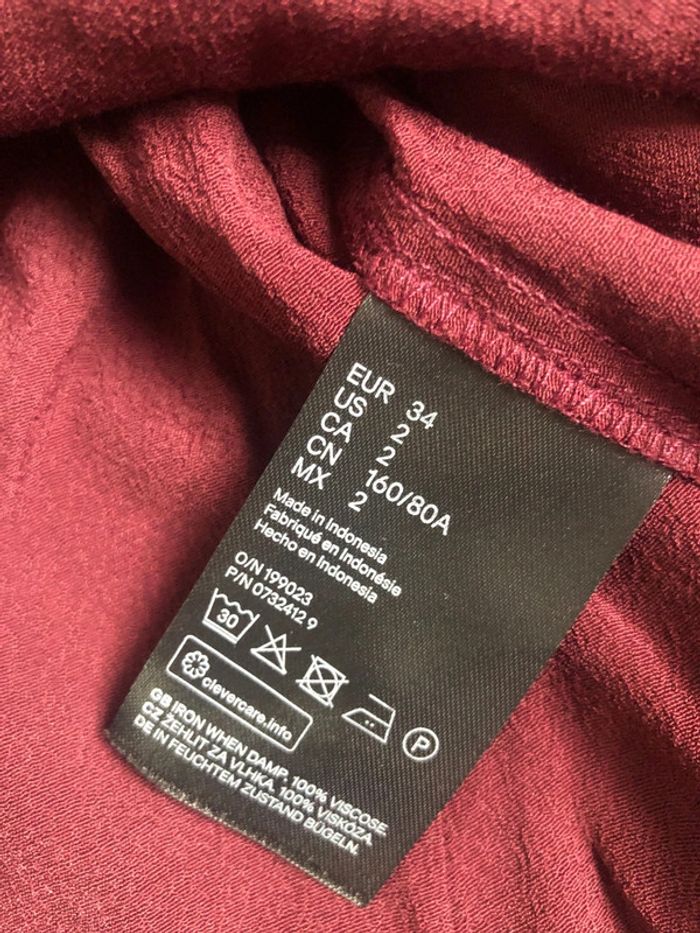 EUR 34
US 2
CA 2
CN 160/80A
MX 2
Made in Indonesia
Fabriqué en Indonésie
Hecho en Indonesia
O/N 199023
P/N 0732412 9
30
P
clevercare.info
GB IRON WHEN DAMP, 100% VISCOSE
CZ ŽEHLIT ZA VLHKA, 100% VISKÓZA,
DE IN FEUCHTEM ZUSTAND BÜGELN.